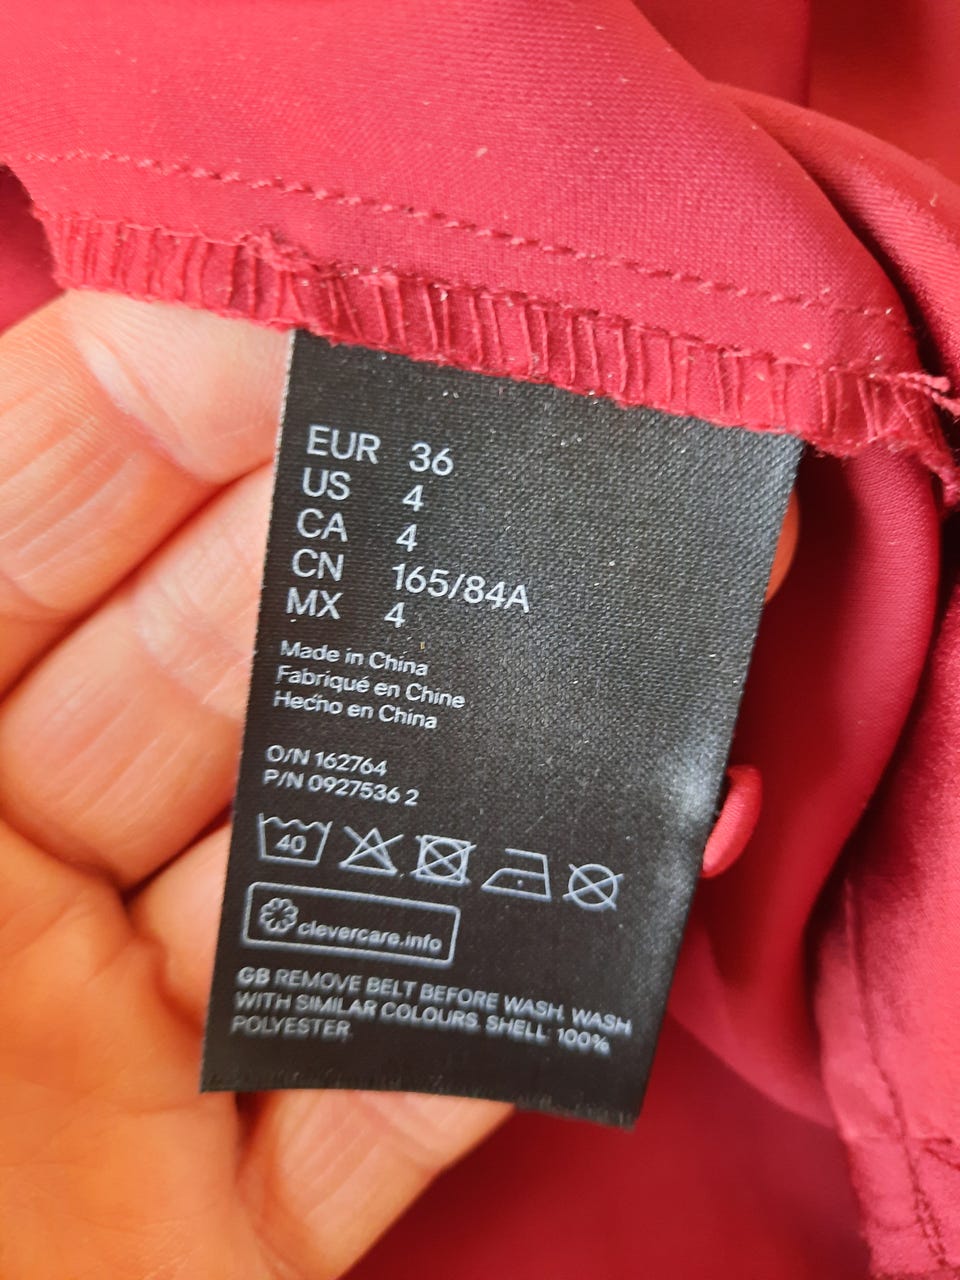 EUR 36
US 4
CA 4
CN 165/84A
MX 4
Made in China
Fabriqué en Chine
Hecho en China
O/N 162764
P/N 0927536 2
40
clevercare.info
GB REMOVE BELT BEFORE WASH. WASH
WITH SIMILAR COLOURS. SHELL: 100%
POLYESTER.